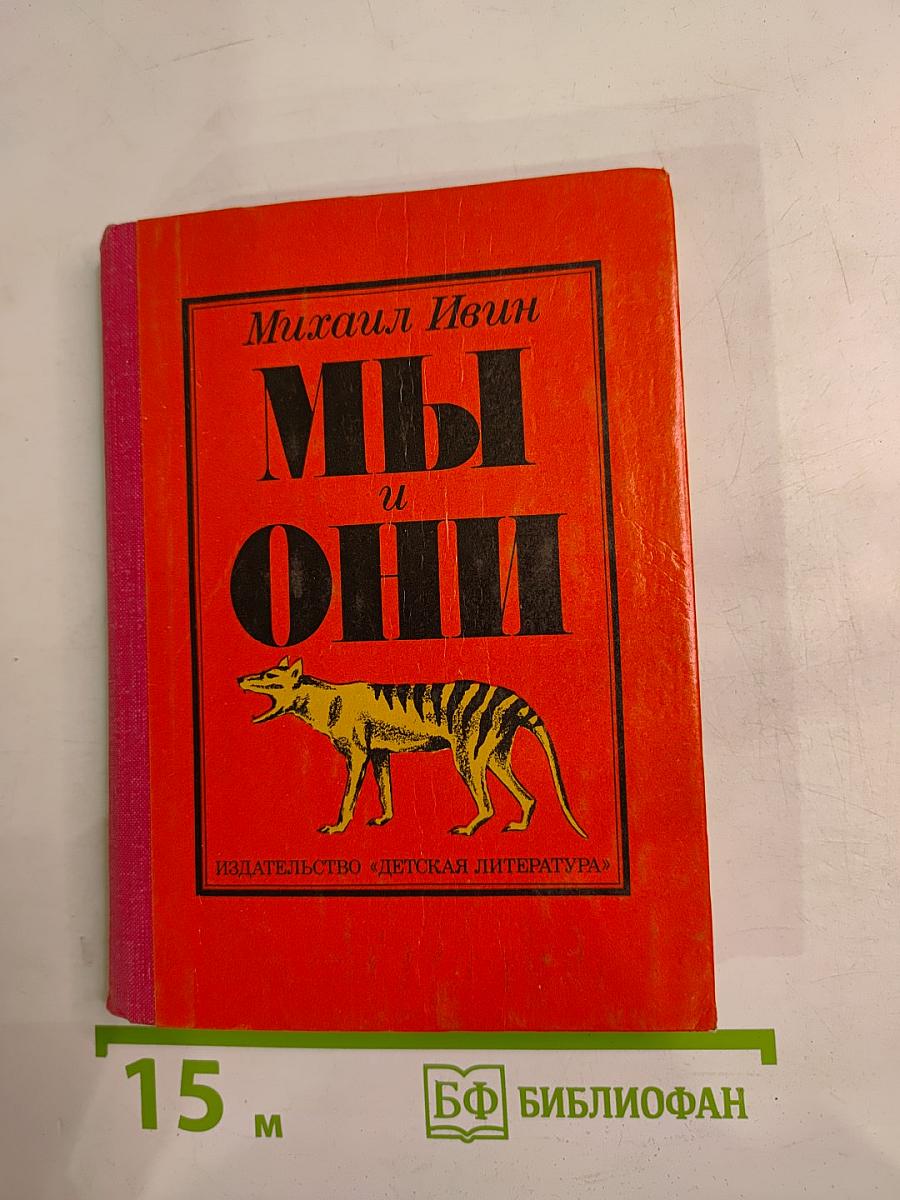 Михаил Ивин
МЫ
и
ОНИ
ИЗДАТЕЛЬСТВО «ДЕТСКАЯ ЛИТЕРАТУРА»
15 м
БФ БИБЛИОФАН